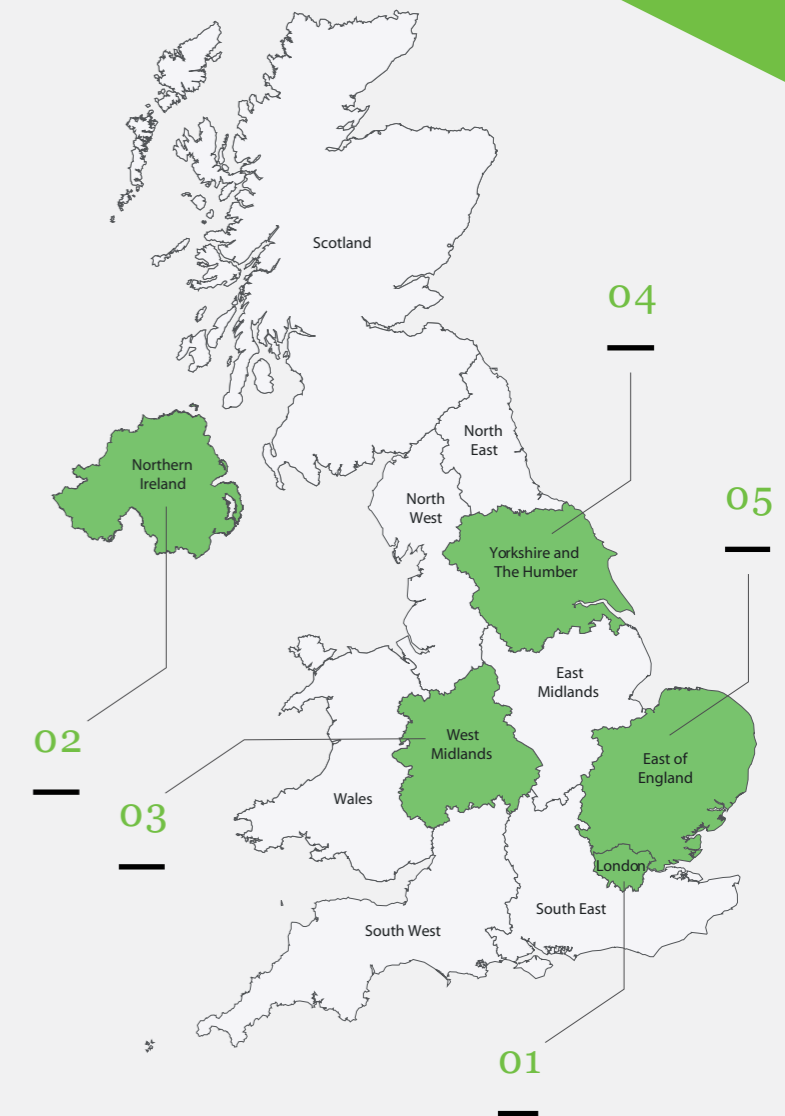 Scotland
04
North
East
Northern
Ireland
North
West
05
Yorkshire and
The Humber
East
Midlands
02
West
Midlands
East of
England
03
Wales
London
South East
South West
01